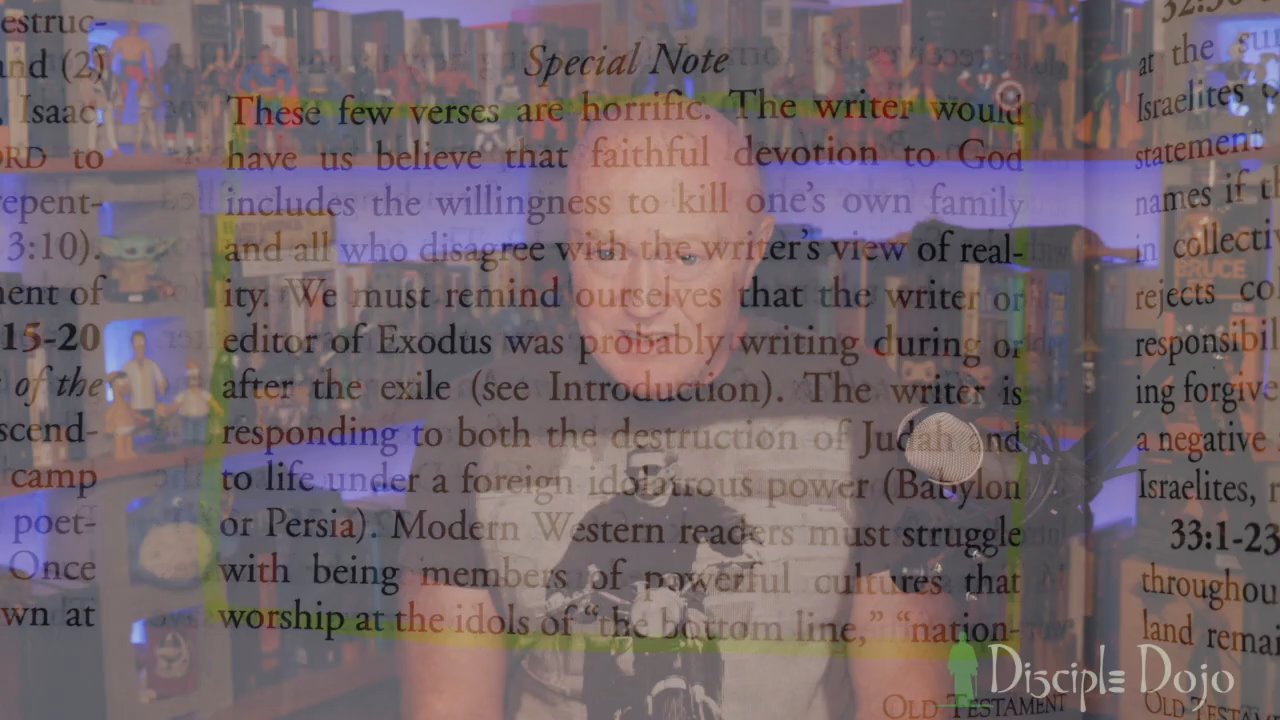 estruc-
and (2)
Isaac,
ORD to
repent-
3:10).
ment of
15-20
of the
scend-
camp
poet-
Once
wn at
Special Note
These few verses are horrific. The writer would
have us believe that faithful devotion to God
includes the willingness to kill one's own family
and all who disagree with the writer's view of real-
ity. We must remind ourselves that the writer or
editor of Exodus was probably writing during or
after the exile (see Introduction). The writer is
responding to both the destruction of Judah and
to life under a foreign idolatrous power (Babylon
or Persia). Modern Western readers must struggle
with being members of powerful cultures that
worship at the idols of “the bottom line,” “nation-
OLD TESTAMENT
at the
Israelites
statement
names if
in collecti
rejects co
responsibil
ing forgive
a negative
Israelites,
33:1-23
throughou
land remai
OLD
BRUCE
Disciple Dojo